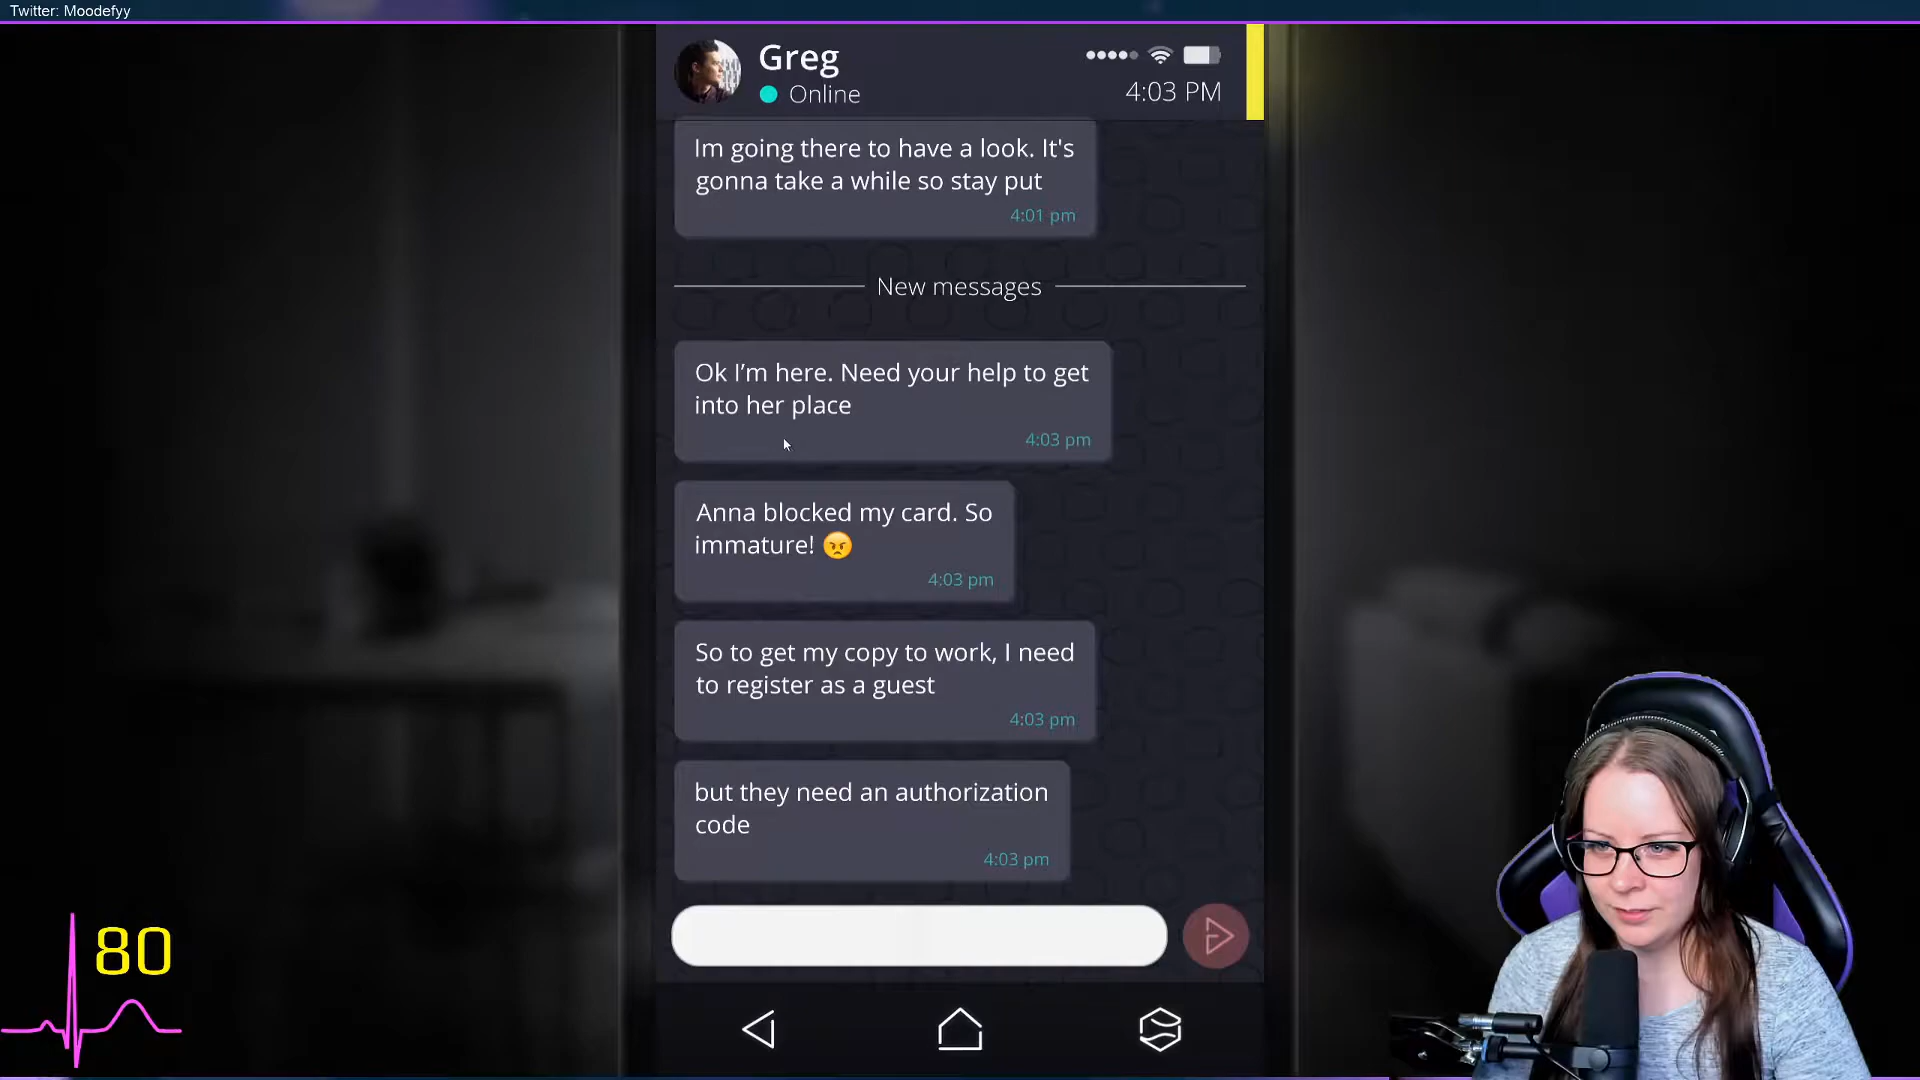 Twitter: Moodefyy
Greg
Online
4:03 PM
Im going there to have a look. It's
gonna take a while so stay put
4:01 pm
New messages
Ok I’m here. Need your help to get
into her place
4:03 pm
Anna blocked my card. So
immature! 😠
4:03 pm
So to get my copy to work, I need
to register as a guest
4:03 pm
but they need an authorization
code
4:03 pm
80